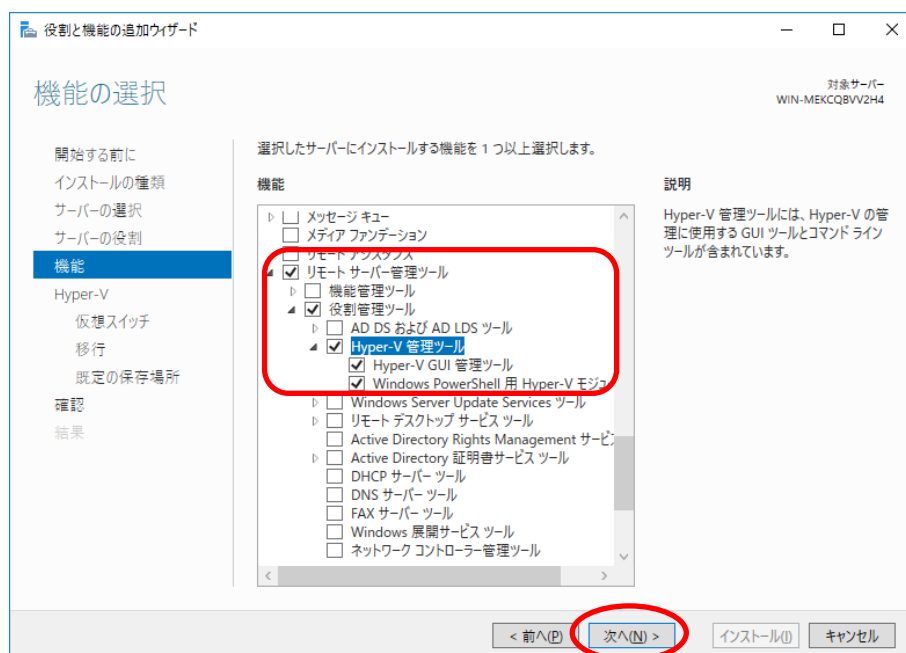 役割と機能の追加ウィザード
機能の選択
対象サーバー
WIN-MEKCQBVV2H4
開始する前に
インストールの種類
サーバーの選択
サーバーの役割
機能
Hyper-V
仮想スイッチ
移行
既定の保存場所
確認
結果
選択したサーバーにインストールする機能を 1 つ以上選択します。
機能
メッセージ キュー
メディア ファンデーション
リモート アシスタンス
リモート サーバー管理ツール
機能管理ツール
役割管理ツール
AD DS および AD LDS ツール
Hyper-V 管理ツール
Hyper-V GUI 管理ツール
Windows PowerShell 用 Hyper-V モジュ
Windows Server Update Services ツール
リモート デスクトップ サービス ツール
Active Directory Rights Management サービ
Active Directory 証明書サービス ツール
DHCP サーバー ツール
DNS サーバー ツール
FAX サーバー ツール
Windows 展開サービス ツール
ネットワーク コントローラー管理ツール
説明
Hyper-V 管理ツールには、Hyper-V の管
理に使用する GUI ツールとコマンド ライン
ツールが含まれています。
< 前へ(P)
次へ(N) >
インストール(I)
キャンセル